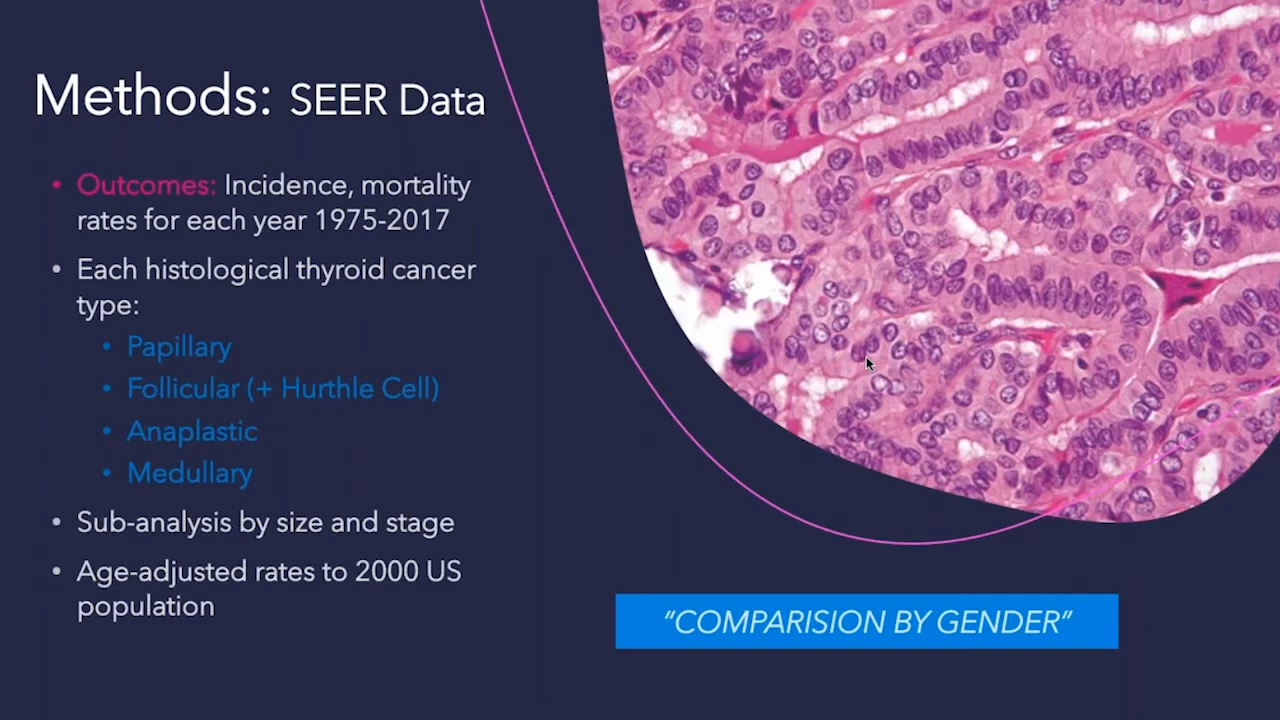 Methods: SEER Data
• Outcomes: Incidence, mortality
rates for each year 1975-2017
• Each histological thyroid cancer
type:
• Papillary
• Follicular (+ Hurthle Cell)
• Anaplastic
• Medullary
• Sub-analysis by size and stage
• Age-adjusted rates to 2000 US
population
“COMPARISION BY GENDER”